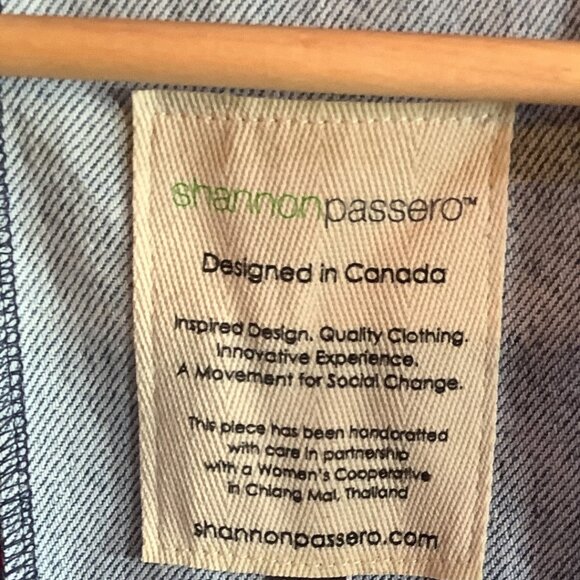 shannonpassero™
Designed in Canada
Inspired Design. Quality Clothing.
Innovative Experience.
A Movement for Social Change.
This piece has been handcrafted
with care in partnership
with a Women's Cooperative
in Chiang Mai, Thailand
shannonpassero.com